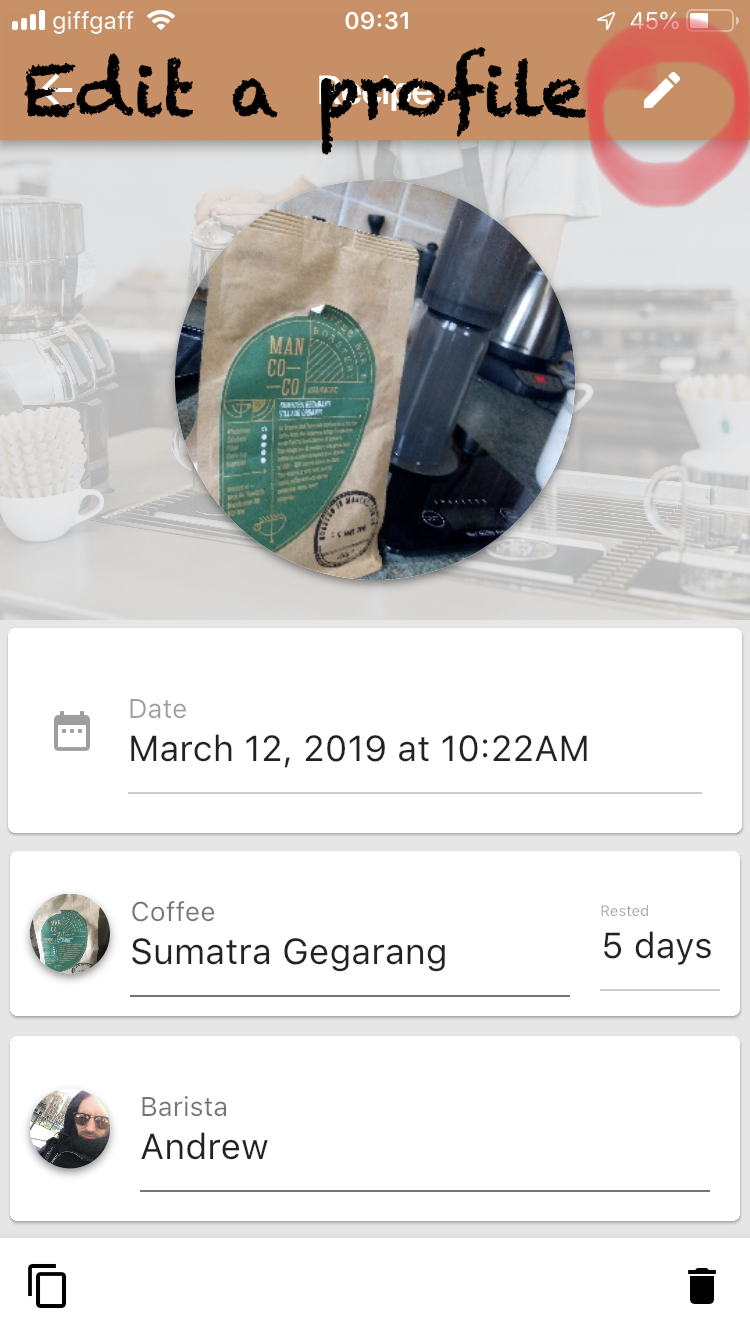 giffgaff 09:31 45%
Edit a profile
Recipe
MAN
CO—
—CO
Date
March 12, 2019 at 10:22AM
Coffee
Sumatra Gegarang
Rested
5 days
Barista
Andrew